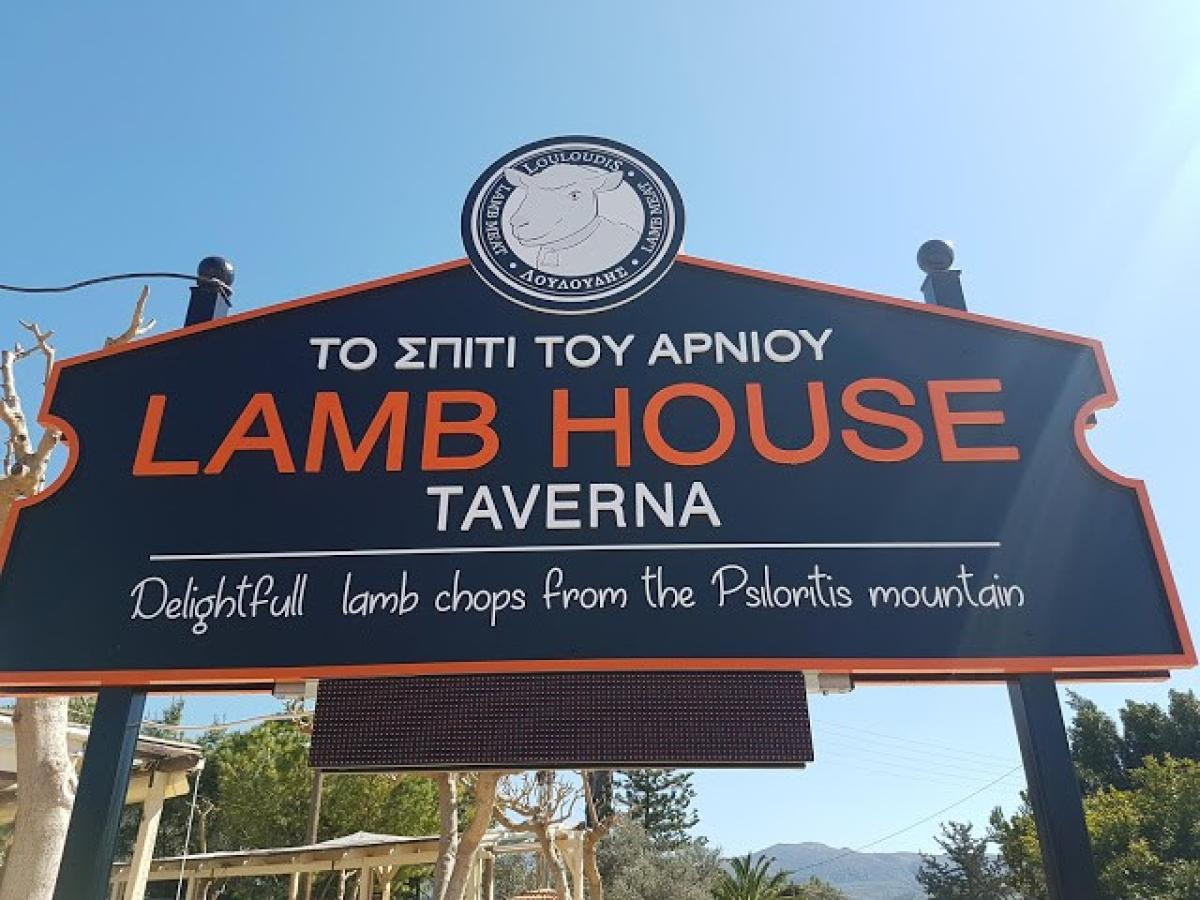 LOULOUDIS
LAMB MEAT
LAMB MEAT
ΛΟΥΛΟΥΔΗΣ
ΤΟ ΣΠΙΤΙ ΤΟΥ ΑΡΝΙΟΥ
LAMB HOUSE
TAVERNA
Delightfull lamb chops from the Psiloritis mountain